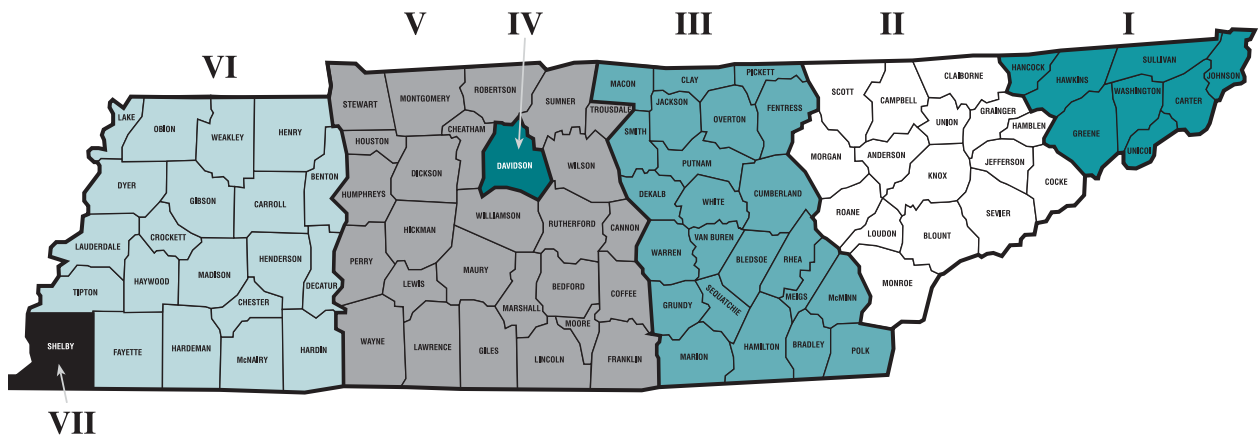 V
IV
III
II
I
VI
VII
LAKE
OBION
WEAKLEY
HENRY
DYER
GIBSON
CARROLL
BENTON
LAUDERDALE
CROCKETT
HAYWOOD
MADISON
HENDERSON
DECATUR
TIPTON
CHESTER
SHELBY
FAYETTE
HARDEMAN
McNAIRY
HARDIN
STEWART
MONTGOMERY
ROBERTSON
SUMNER
TROUSDALE
CHEATHAM
HOUSTON
DICKSON
DAVIDSON
WILSON
HUMPHREYS
HICKMAN
WILLIAMSON
RUTHERFORD
CANNON
PERRY
LEWIS
MAURY
MARSHALL
BEDFORD
COFFEE
MOORE
WAYNE
LAWRENCE
GILES
LINCOLN
FRANKLIN
MACON
CLAY
PICKETT
JACKSON
OVERTON
FENTRESS
SMITH
PUTNAM
DEKALB
WHITE
CUMBERLAND
WARREN
VAN BUREN
BLEDSOE
RHEA
GRUNDY
SEQUATCHIE
MEIGS
McMINN
MARION
HAMILTON
BRADLEY
POLK
SCOTT
CAMPBELL
CLAIBORNE
UNION
GRAINGER
HAMBLEN
MORGAN
ANDERSON
KNOX
JEFFERSON
COCKE
ROANE
LOUDON
BLOUNT
SEVIER
MONROE
HANCOCK
HAWKINS
SULLIVAN
JOHNSON
WASHINGTON
CARTER
GREENE
UNICOI